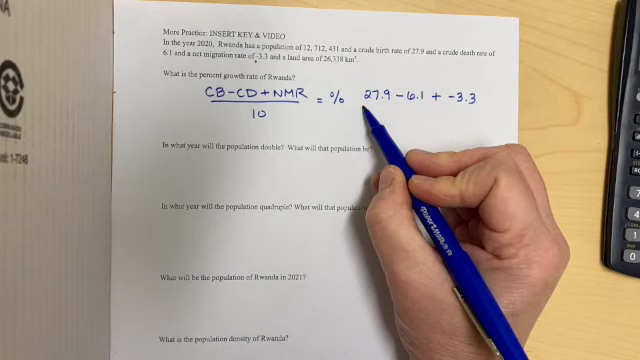 More Practice: INSERT KEY & VIDEO
In the year 2020, Rwanda has a population of 12, 712, 431 and a crude birth rate of 27.9 and a crude death rate of
6.1 and a net migration rate of -3.3 and a land area of 26,338 km².
What is the percent growth rate of Rwanda?
CB-CD+NMR = % 27.9-6.1 + -3.3
10
In what year will the population double? What will that population be?
In what year will the population quadruple? What will that population
What will be the population of Rwanda in 2021?
What is the population density of Rwanda?